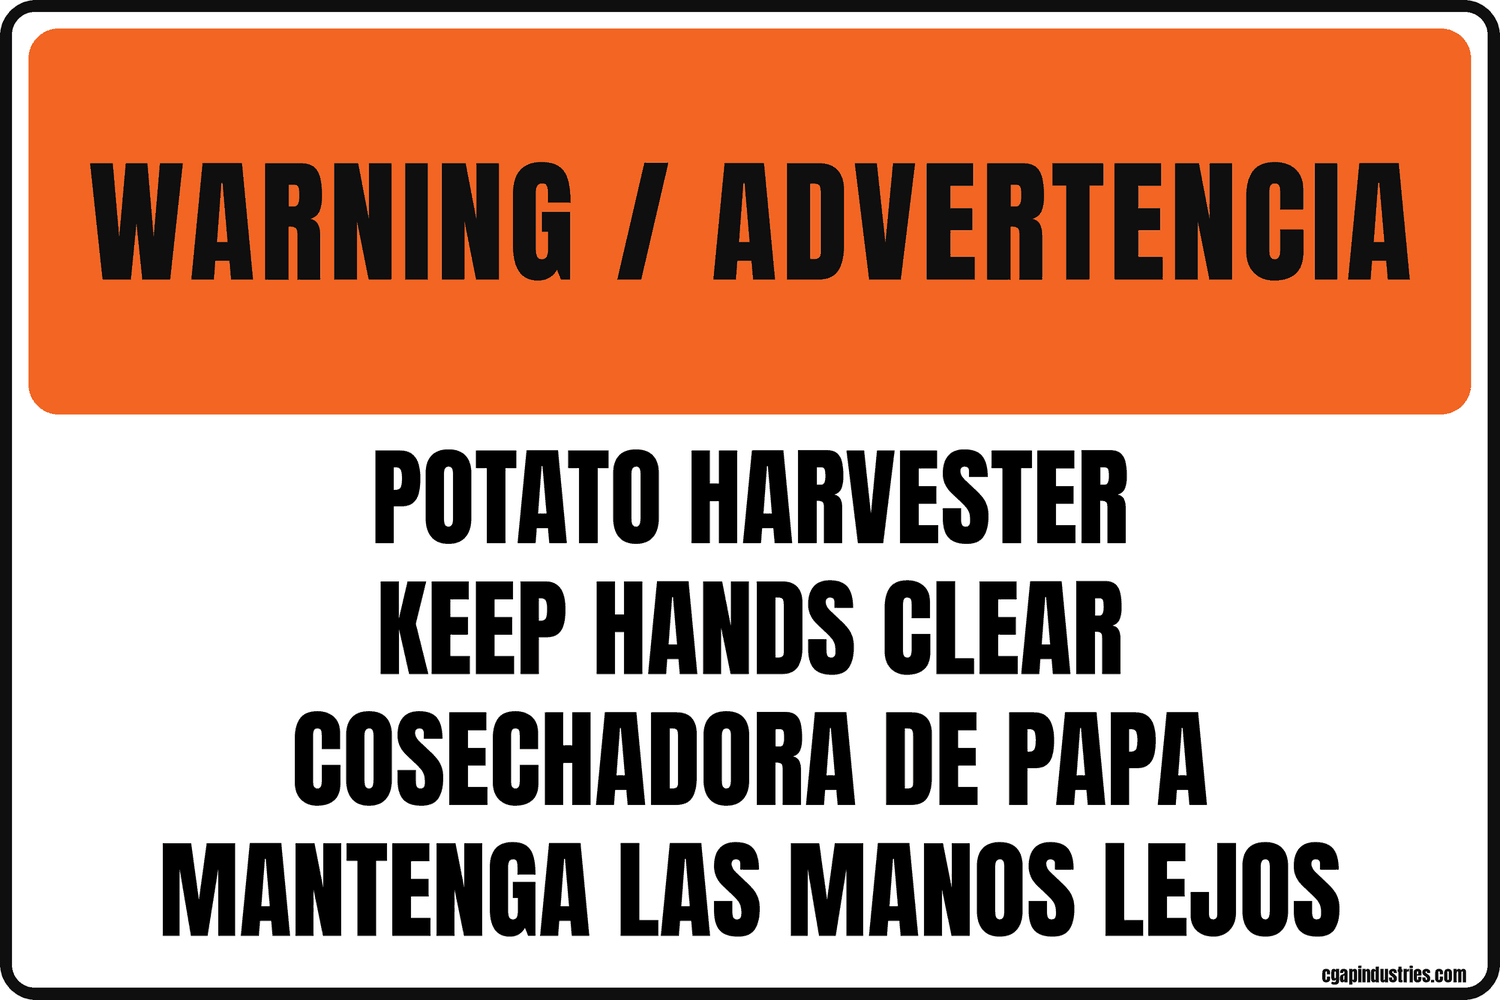 WARNING / ADVERTENCIA
POTATO HARVESTER
KEEP HANDS CLEAR
COSECHADORA DE PAPA
MANTENGA LAS MANOS LEJOS
cgapindustries.com